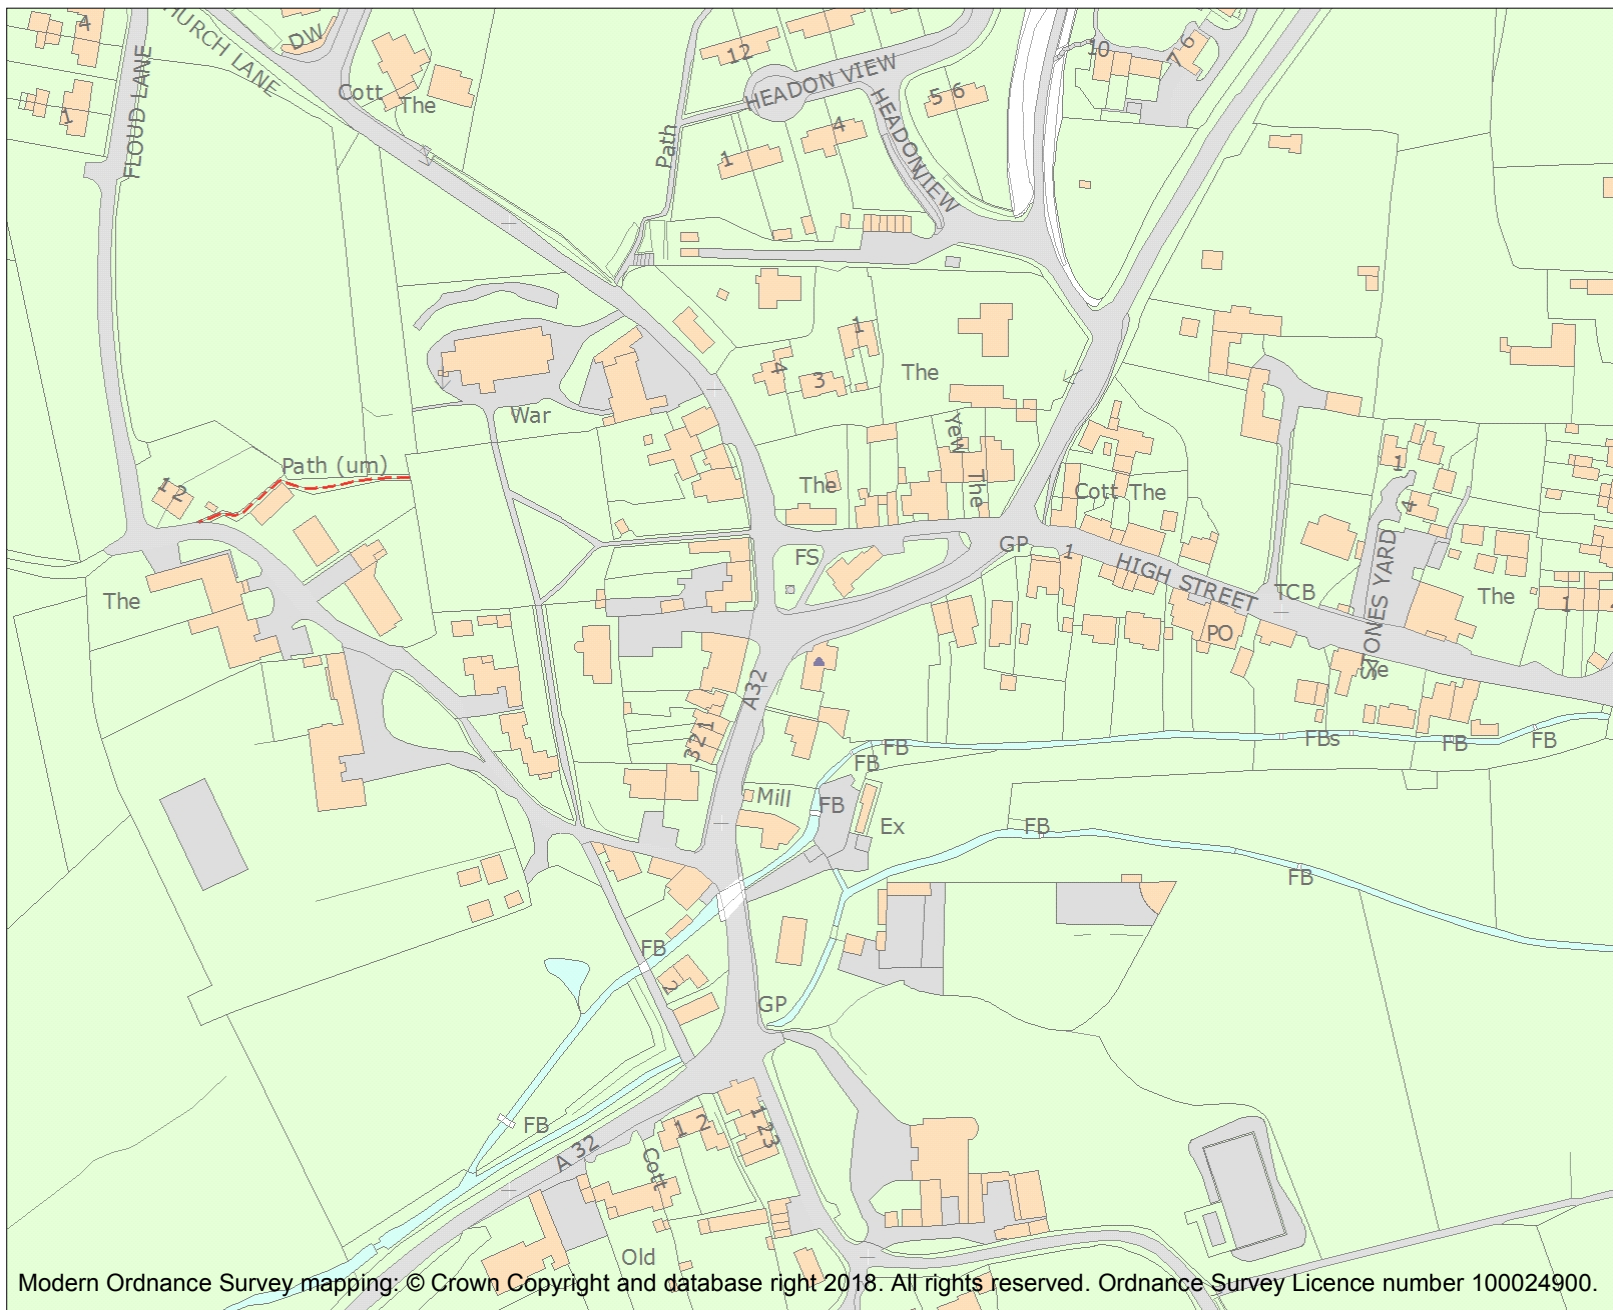 4
FLOUD LANE
HURCH LANE
DW
1
Cott
The
12
HEADON VIEW
HEADON VIEW
5 6
10
7 6
Path
1
4
War
4
1
3
The
Path (um)
1 2
The
Yew
The
Cott
The
1
4
The
FS
GP
1
HIGH STREET
TCB
STONES YARD
The
1
PO
A32
3 2 1
Mill
FB
FB
FB
FBs
FB
FB
Ex
FB
FB
FB
2
GP
FB
A 32
1 2
1 2 3
Cott
Old
Modern Ordnance Survey mapping: © Crown Copyright and database right 2018. All rights reserved. Ordnance Survey Licence number 100024900.